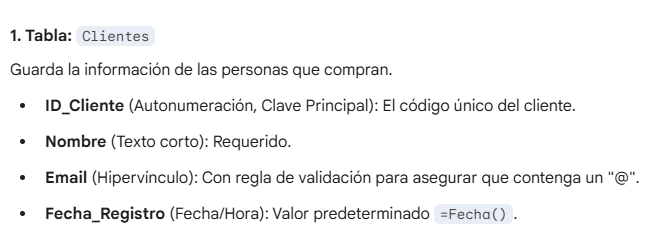 1. Tabla: Clientes
Guarda la información de las personas que compran.
• ID_Cliente (Autonumeración, Clave Principal): El código único del cliente.
• Nombre (Texto corto): Requerido.
• Email (Hipervínculo): Con regla de validación para asegurar que contenga un "@".
• Fecha_Registro (Fecha/Hora): Valor predeterminado =Fecha().